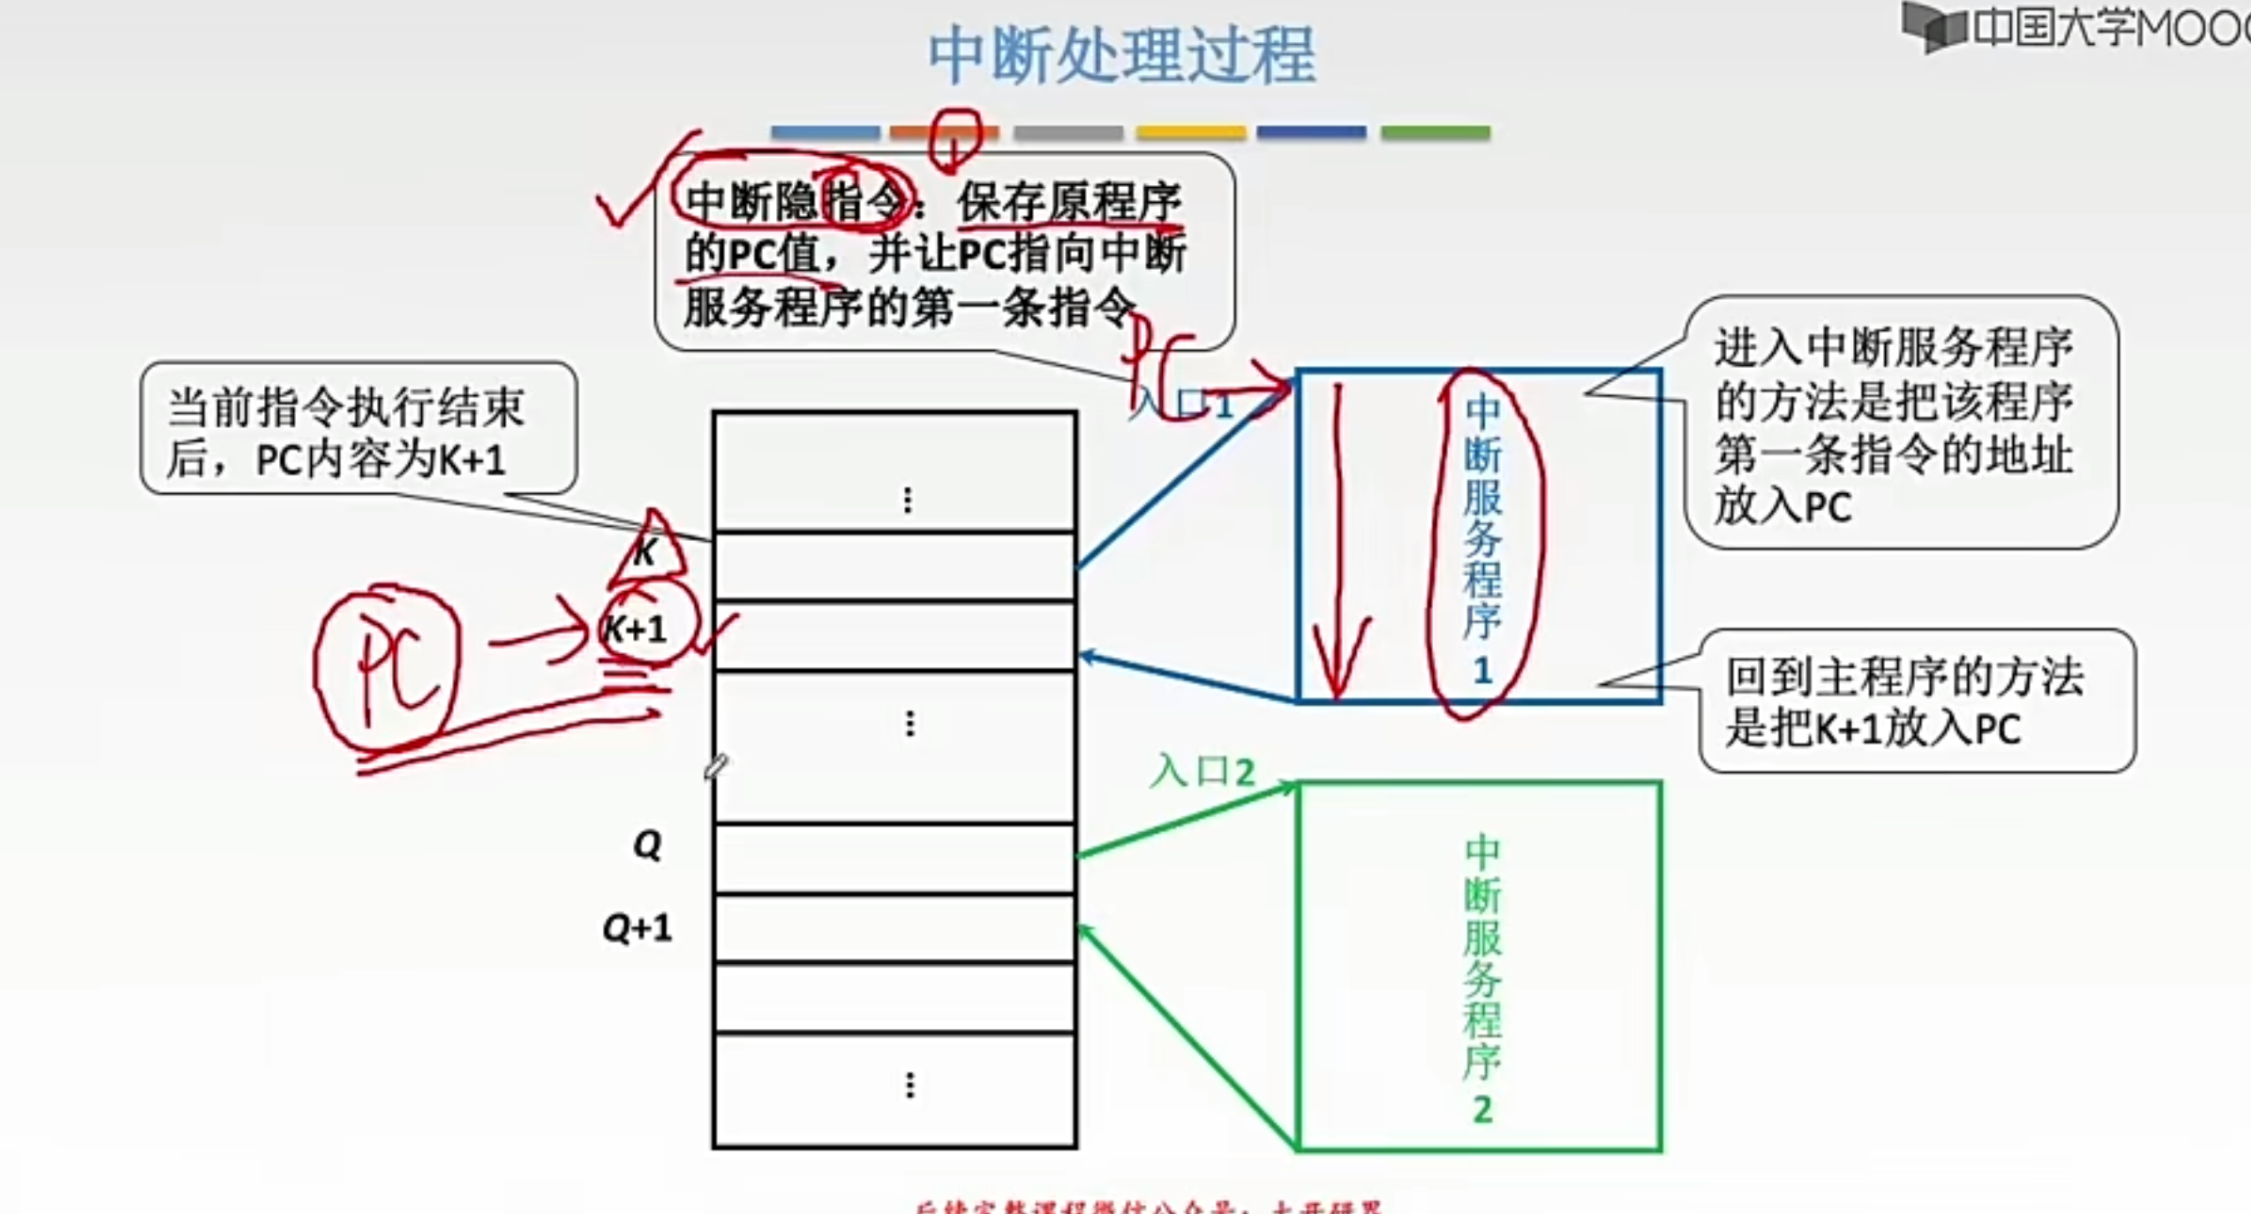 中国大学MOOC
中断处理过程
中断隐指令：保存原程序
的PC值，并让PC指向中断
服务程序的第一条指令
PC
当前指令执行结束
后，PC内容为K+1
入口1
中断服务程序1
进入中断服务程序
的方法是把该程序
第一条指令的地址
放入PC
K
PC
K+1
回到主程序的方法
是把K+1放入PC
入口2
Q
Q+1
中断服务程序2